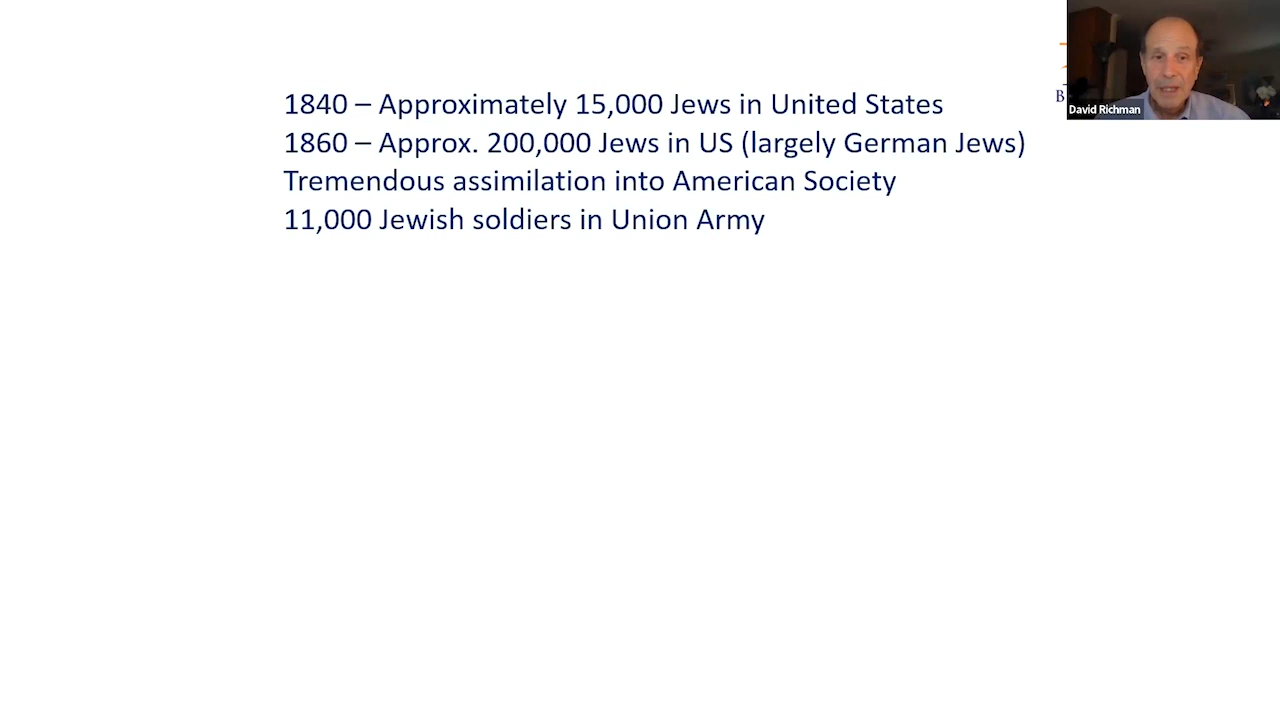 1840 – Approximately 15,000 Jews in United States
1860 – Approx. 200,000 Jews in US (largely German Jews)
Tremendous assimilation into American Society
11,000 Jewish soldiers in Union Army
David Richman